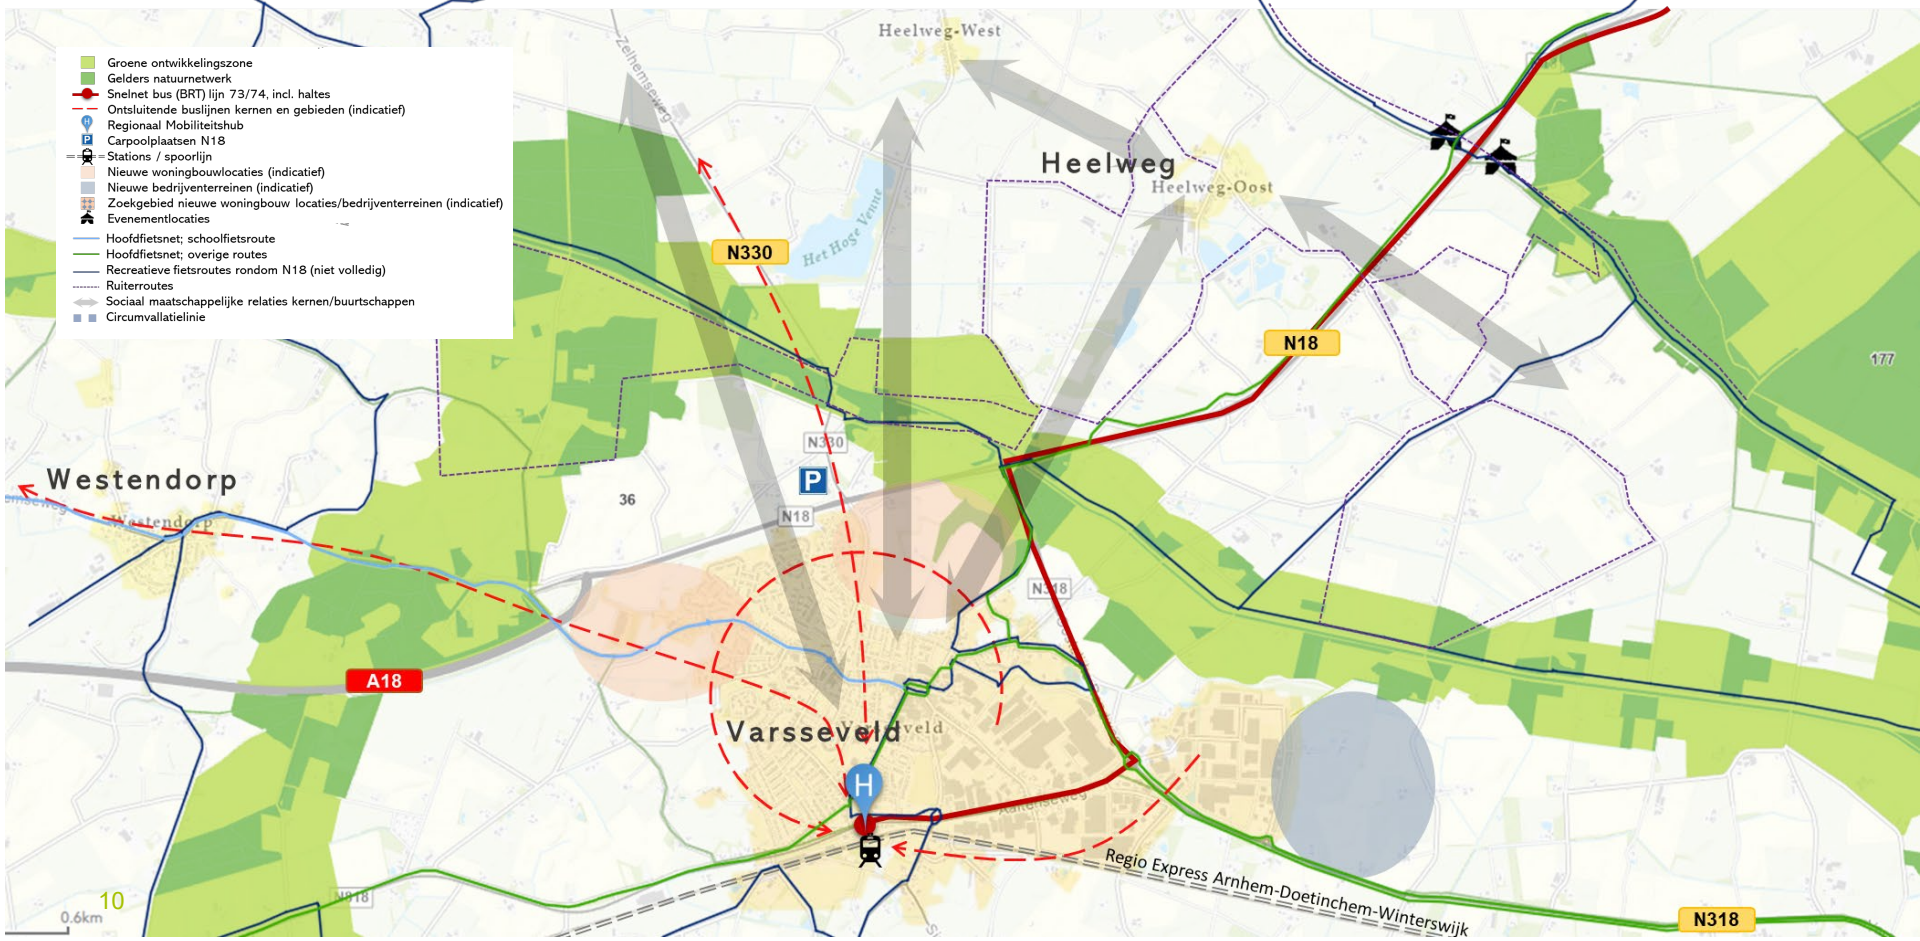 Heelweg-West
Zelhemseweg
Groene ontwikkelingszone
Gelders natuurnetwerk
Snelnet bus (BRT) lijn 73/74, incl. haltes
Ontsluitende buslijnen kernen en gebieden (indicatief)
H Regionaal Mobiliteitshub
P Carpoolplaatsen N18
Stations / spoorlijn
Nieuwe woningbouwlocaties (indicatief)
Nieuwe bedrijventerreinen (indicatief)
Zoekgebied nieuwe woningbouw locaties/bedrijventerreinen (indicatief)
Evenementlocaties
Hoofdfietsnet; schoolfietsroute
Hoofdfietsnet; overige routes
Recreatieve fietsroutes rondom N18 (niet volledig)
Ruiterroutes
Sociaal maatschappelijke relaties kernen/buurtschappen
Circumvallatielinie
Heelweg
Heelweg-Oost
Het Hoge Venne
N330
N18
177
N330
P
Westendorp
Westendorp
36
N18
N318
A18
Varsseveld
H
Aaltenseweg
Regio Express Arnhem-Doetinchem-Winterswijk
N318
10
0.6km
N318